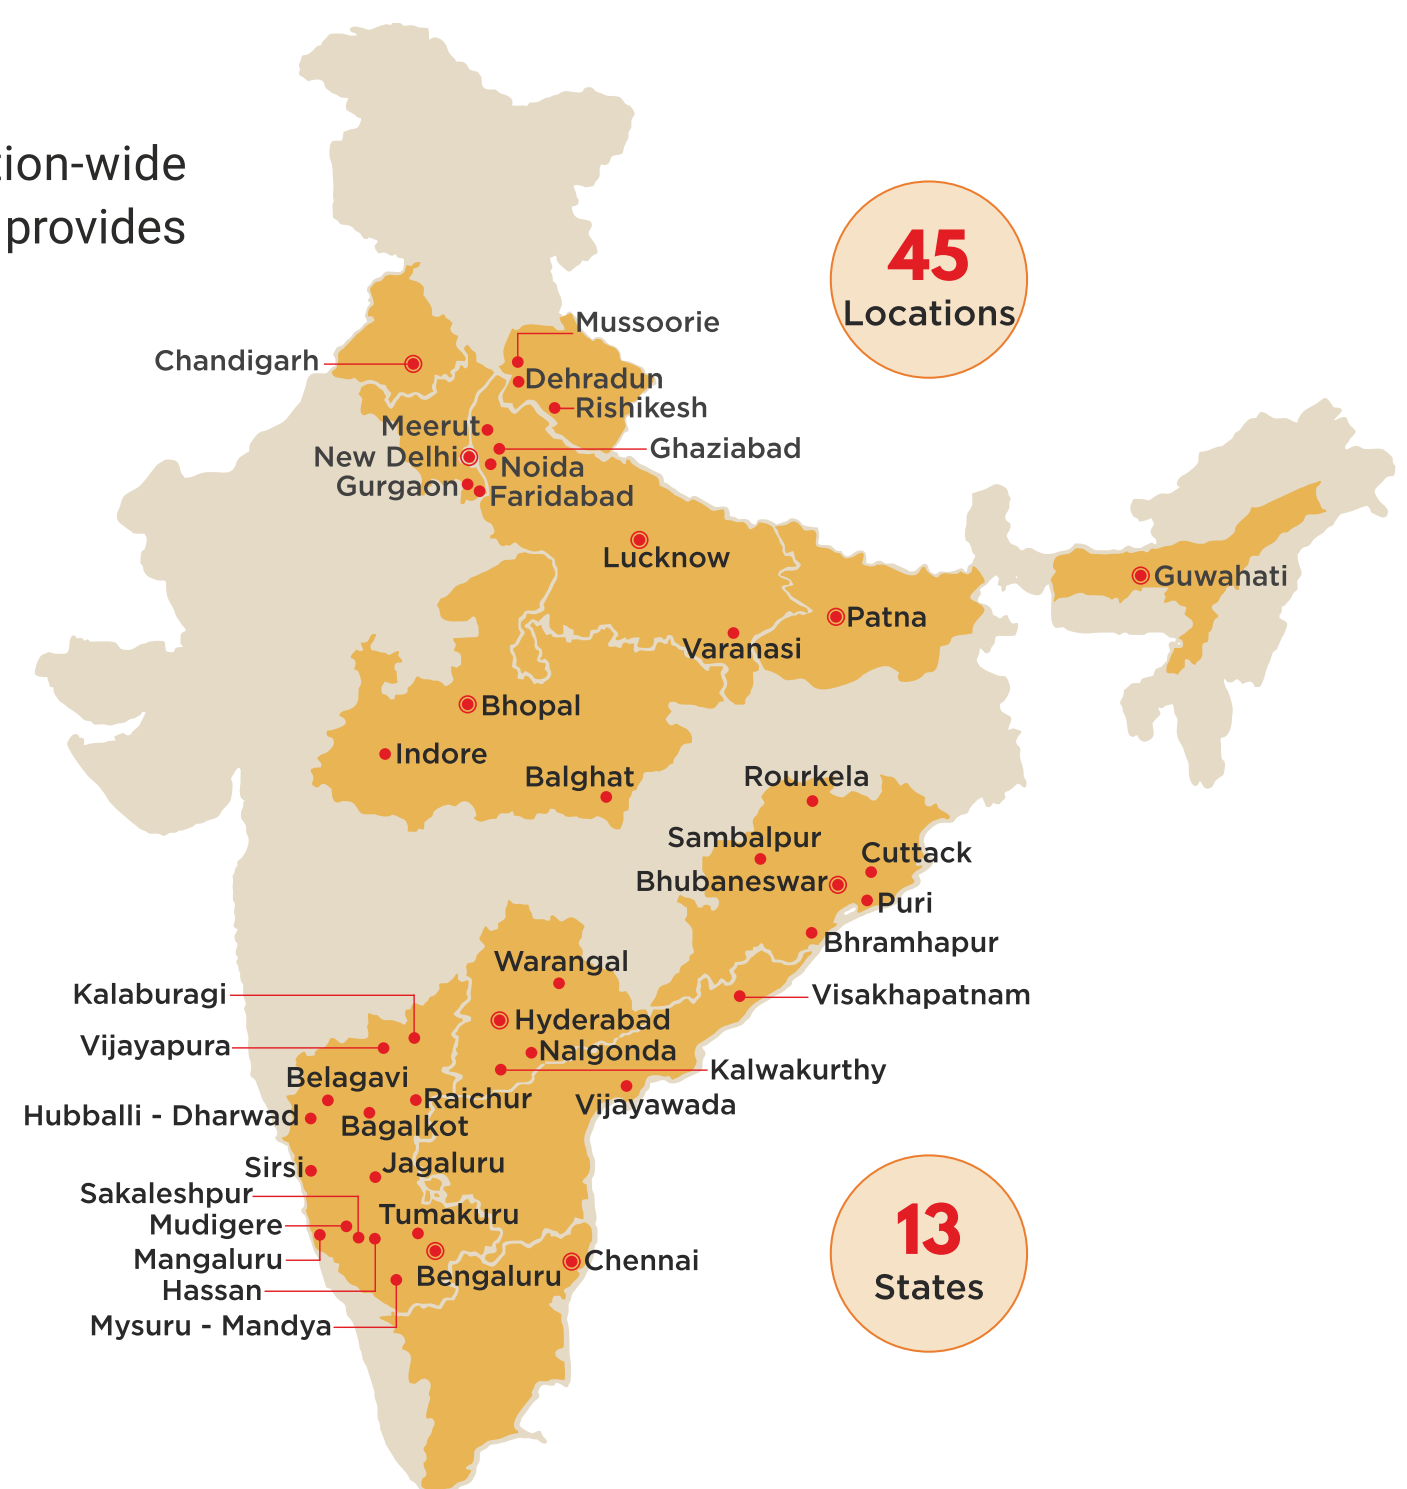 tion-wide
provides
45
Locations
Mussoorie
Chandigarh
Dehradun
Rishikesh
Meerut
Ghaziabad
New Delhi
Noida
Gurgaon
Faridabad
Lucknow
Guwahati
Patna
Varanasi
Bhopal
Indore
Balghat
Rourkela
Sambalpur
Cuttack
Bhubaneswar
Puri
Bhramhapur
Warangal
Kalaburagi
Visakhapatnam
Hyderabad
Vijayapura
Nalgonda
Kalwakurthy
Belagavi
Raichur
Vijayawada
Hubballi - Dharwad
Bagalkot
Sirsi
Jagaluru
Sakaleshpur
Tumakuru
Mudigere
Mangaluru
Chennai
Bengaluru
Hassan
Mysuru - Mandya
13
States